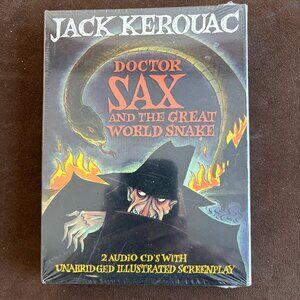 JACK KEROUAC
DOCTOR
SAX
AND THE GREAT
WORLD SNAKE
2 AUDIO CD'S WITH
UNABRIDGED ILLUSTRATED SCREENPLAY